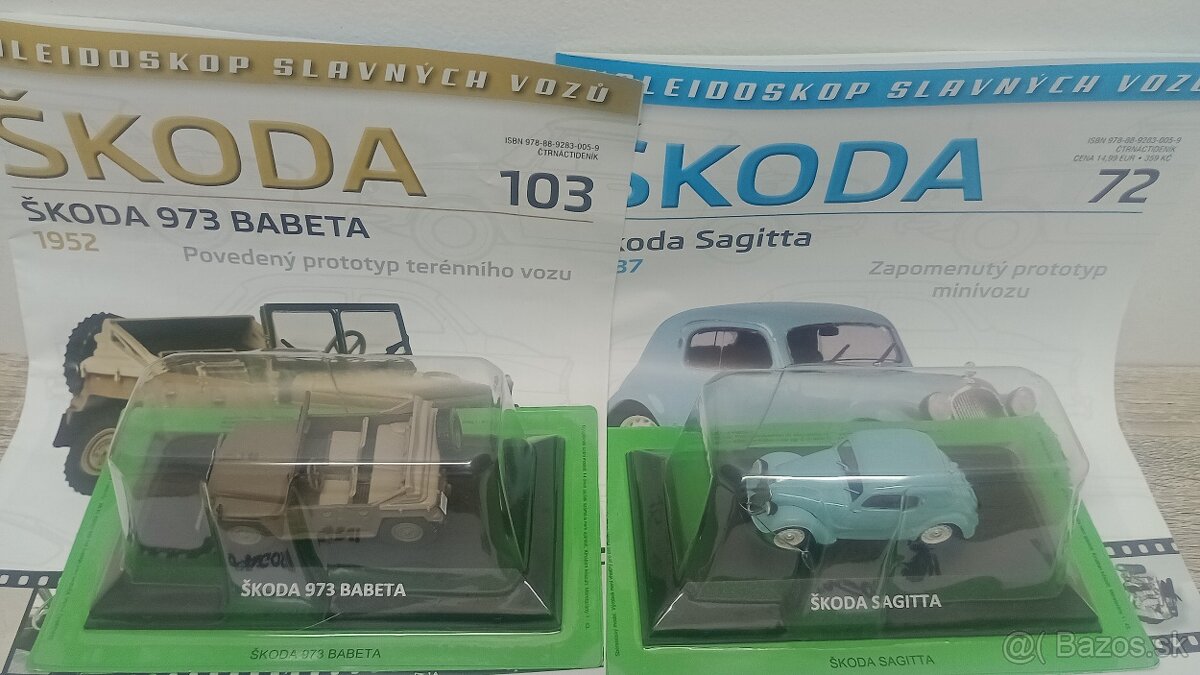 LEIDOSKOP SLAVNÝCH VOZŮ
ŠKODA
ISBN 978-88-9283-005-9
ČTRNÁCTIDENÍK
103
ŠKODA 973 BABETA
1952
Povedený prototyp terénního vozu
ŠKODA 973 BABETA
ŠKODA 973 BABETA
LEIDOSKOP SLAVNÝCH VOZŮ
ŠKODA
ISBN 978-88-9283-005-9
ČTRNÁCTIDENÍK
CENA 14,99 EUR • 359 KČ
72
koda Sagitta
37
Zapomenutý prototyp
minivozu
ŠKODA SAGITTA
ŠKODA SAGITTA
@( Bazos.sk